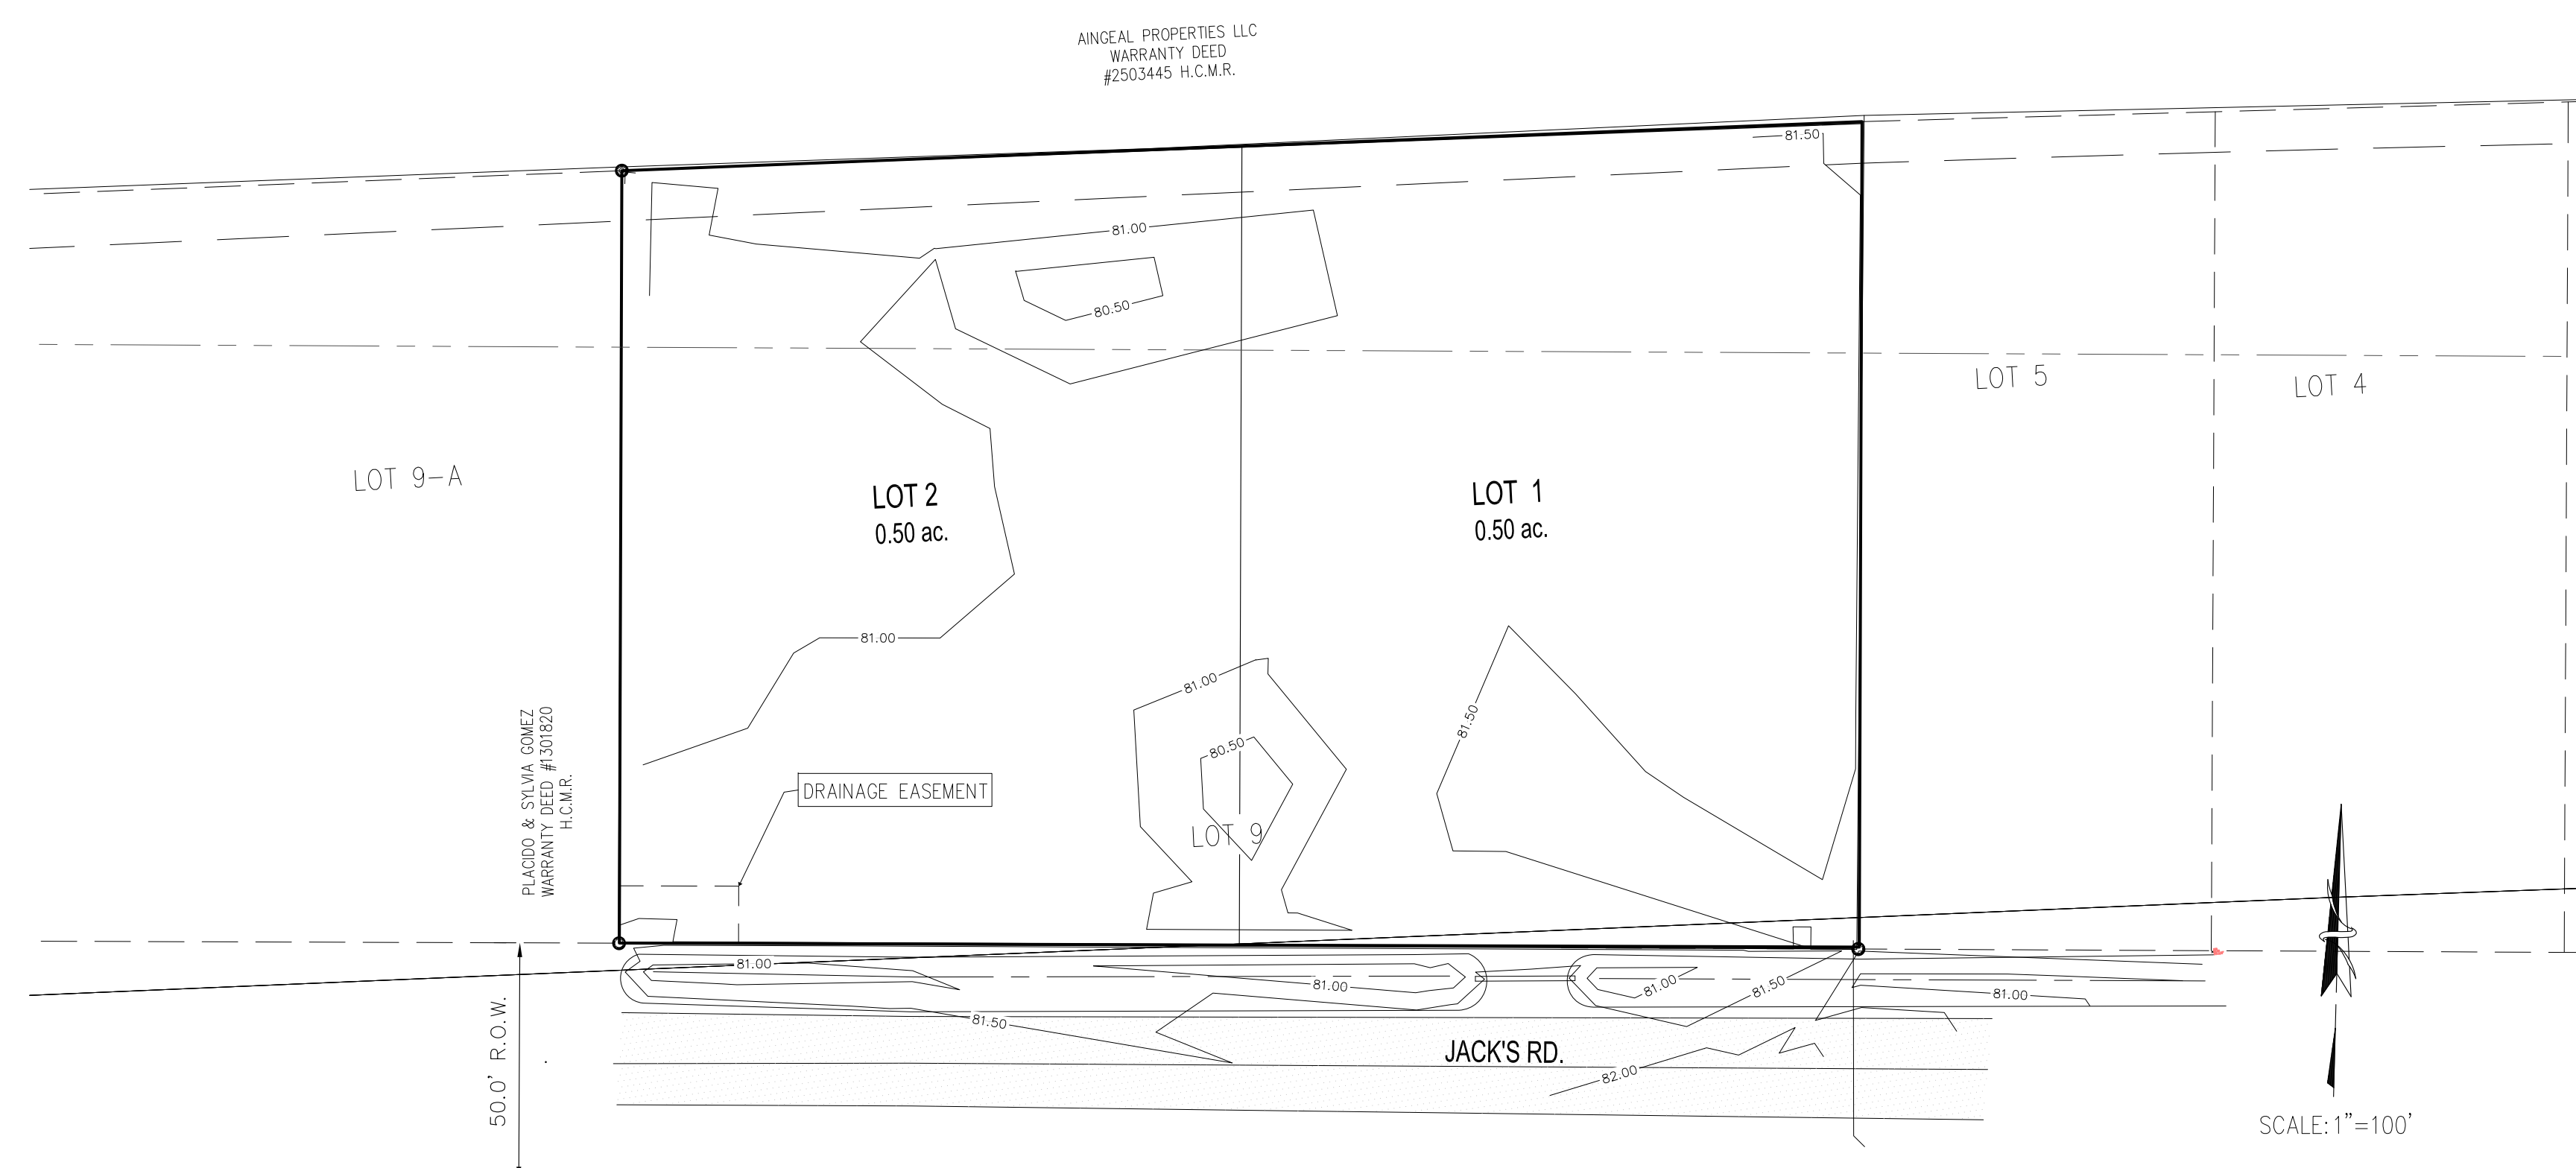 AINGEAL PROPERTIES LLC
WARRANTY DEED
#2503445 H.C.M.R.
81.50
81.00
80.50
LOT 5
LOT 4
LOT 9-A
LOT 2
0.50 ac.
LOT 1
0.50 ac.
81.00
81.00
81.50
80.50
PLACIDO & SYLVIA GOMEZ
WARRANTY DEED #1301820
H.C.M.R.
DRAINAGE EASEMENT
LOT 9
81.00
81.00
81.00
81.50
81.00
81.50
50.0' R.O.W.
JACK'S RD.
82.00
SCALE: 1"=100'